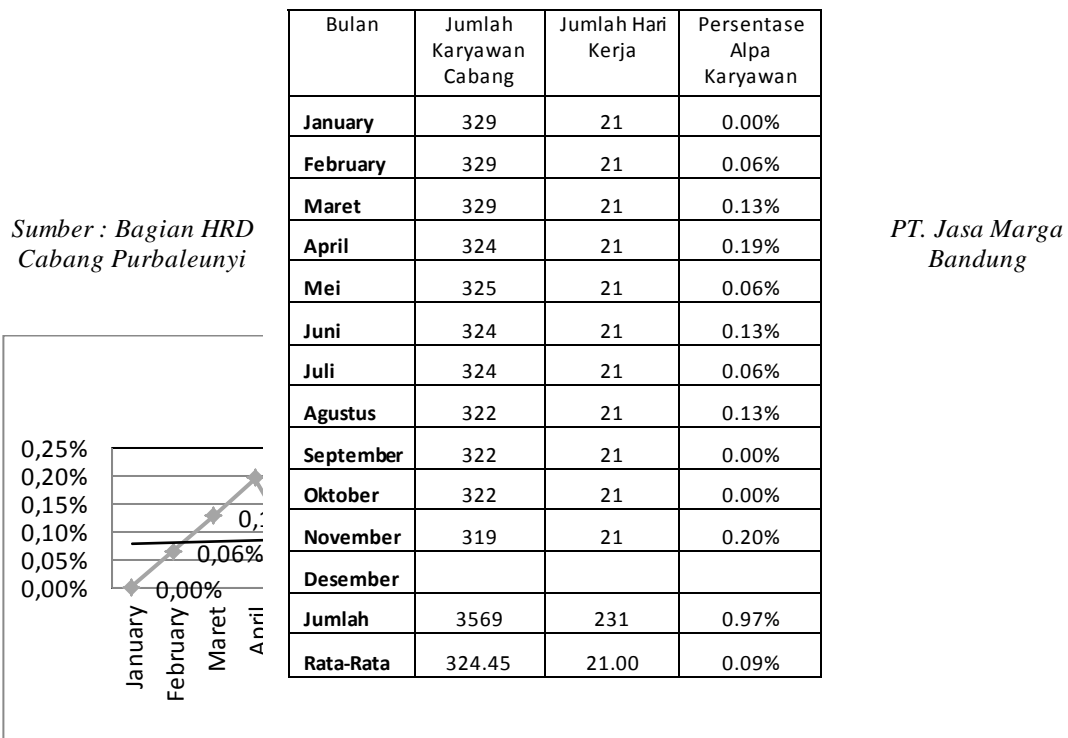 Bulan Jumlah Karyawan Cabang Jumlah Hari Kerja Persentase Alpa Karyawan
January 329 21 0.00%
February 329 21 0.06%
Maret 329 21 0.13%
April 324 21 0.19%
Mei 325 21 0.06%
Juni 324 21 0.13%
Juli 324 21 0.06%
Agustus 322 21 0.13%
September 322 21 0.00%
Oktober 322 21 0.00%
November 319 21 0.20%
Desember
Jumlah 3569 231 0.97%
Rata-Rata 324.45 21.00 0.09%
Sumber : Bagian HRD
Cabang Purbaleunyi
PT. Jasa Marga
Bandung
0,25%
0,20%
0,15%
0,10%
0,05%
0,00%
0,06%
0,00%
January
February
Maret
April